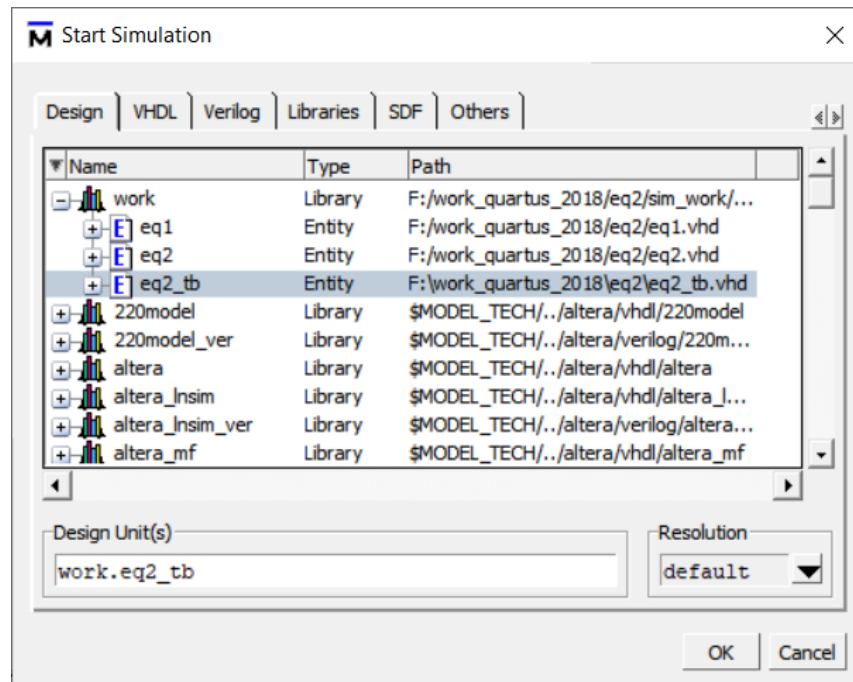 Start Simulation
Design VHDL Verilog Libraries SDF Others
Name Type Path
work Library F:/work_quartus_2018/eq2/sim_work/...
eq1 Entity F:/work_quartus_2018/eq2/eq1.vhd
eq2 Entity F:/work_quartus_2018/eq2/eq2.vhd
eq2_tb Entity F:\work_quartus_2018\eq2\eq2_tb.vhd
220model Library $MODEL_TECH/../altera/vhdl/220model
220model_ver Library $MODEL_TECH/../altera/verilog/220m...
altera Library $MODEL_TECH/../altera/vhdl/altera
altera_lnsim Library $MODEL_TECH/../altera/vhdl/altera_l...
altera_lnsim_ver Library $MODEL_TECH/../altera/verilog/altera...
altera_mf Library $MODEL_TECH/../altera/vhdl/altera_mf
Design Unit(s) Resolution
work.eq2_tb default
OK Cancel